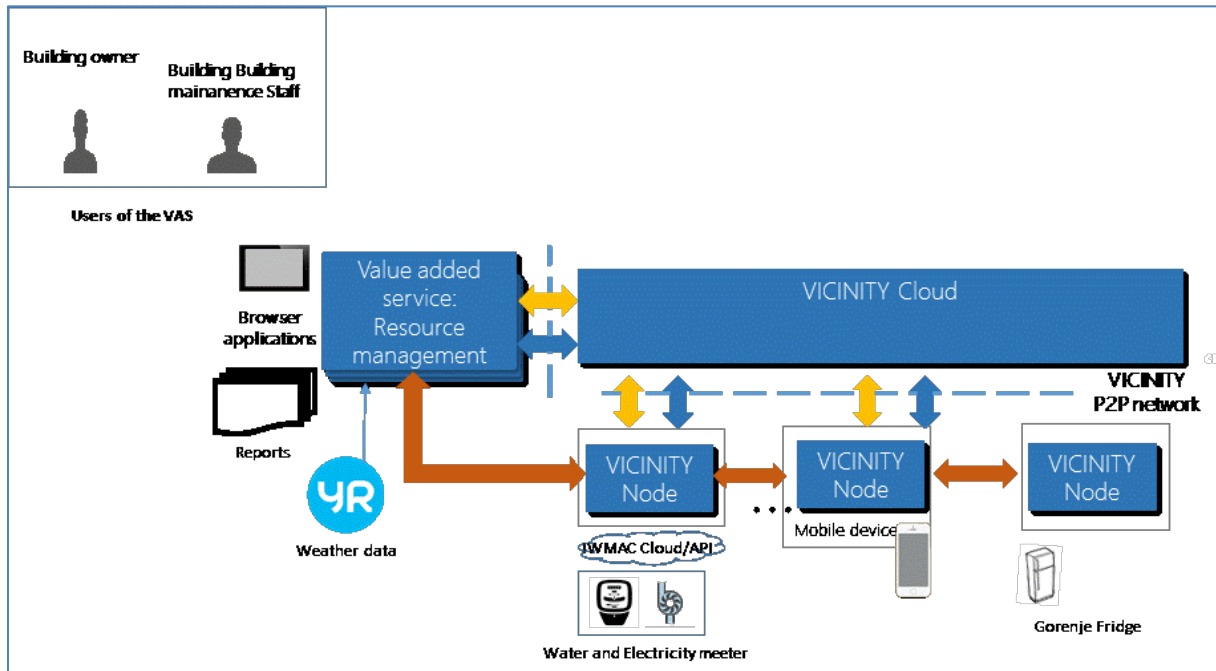 Building owner
Building Building
mainanence Staff
Users of the VAS
Value added
service:
Resource
management
VICINITY Cloud
Browser
applications
VICINITY
P2P network
Reports
VICINITY
Node
VICINITY
Node
VICINITY
Node
YR
Weather data
IWMAC Cloud/API
....
Mobile device
Water and Electricity meeter
Gorenje Fridge